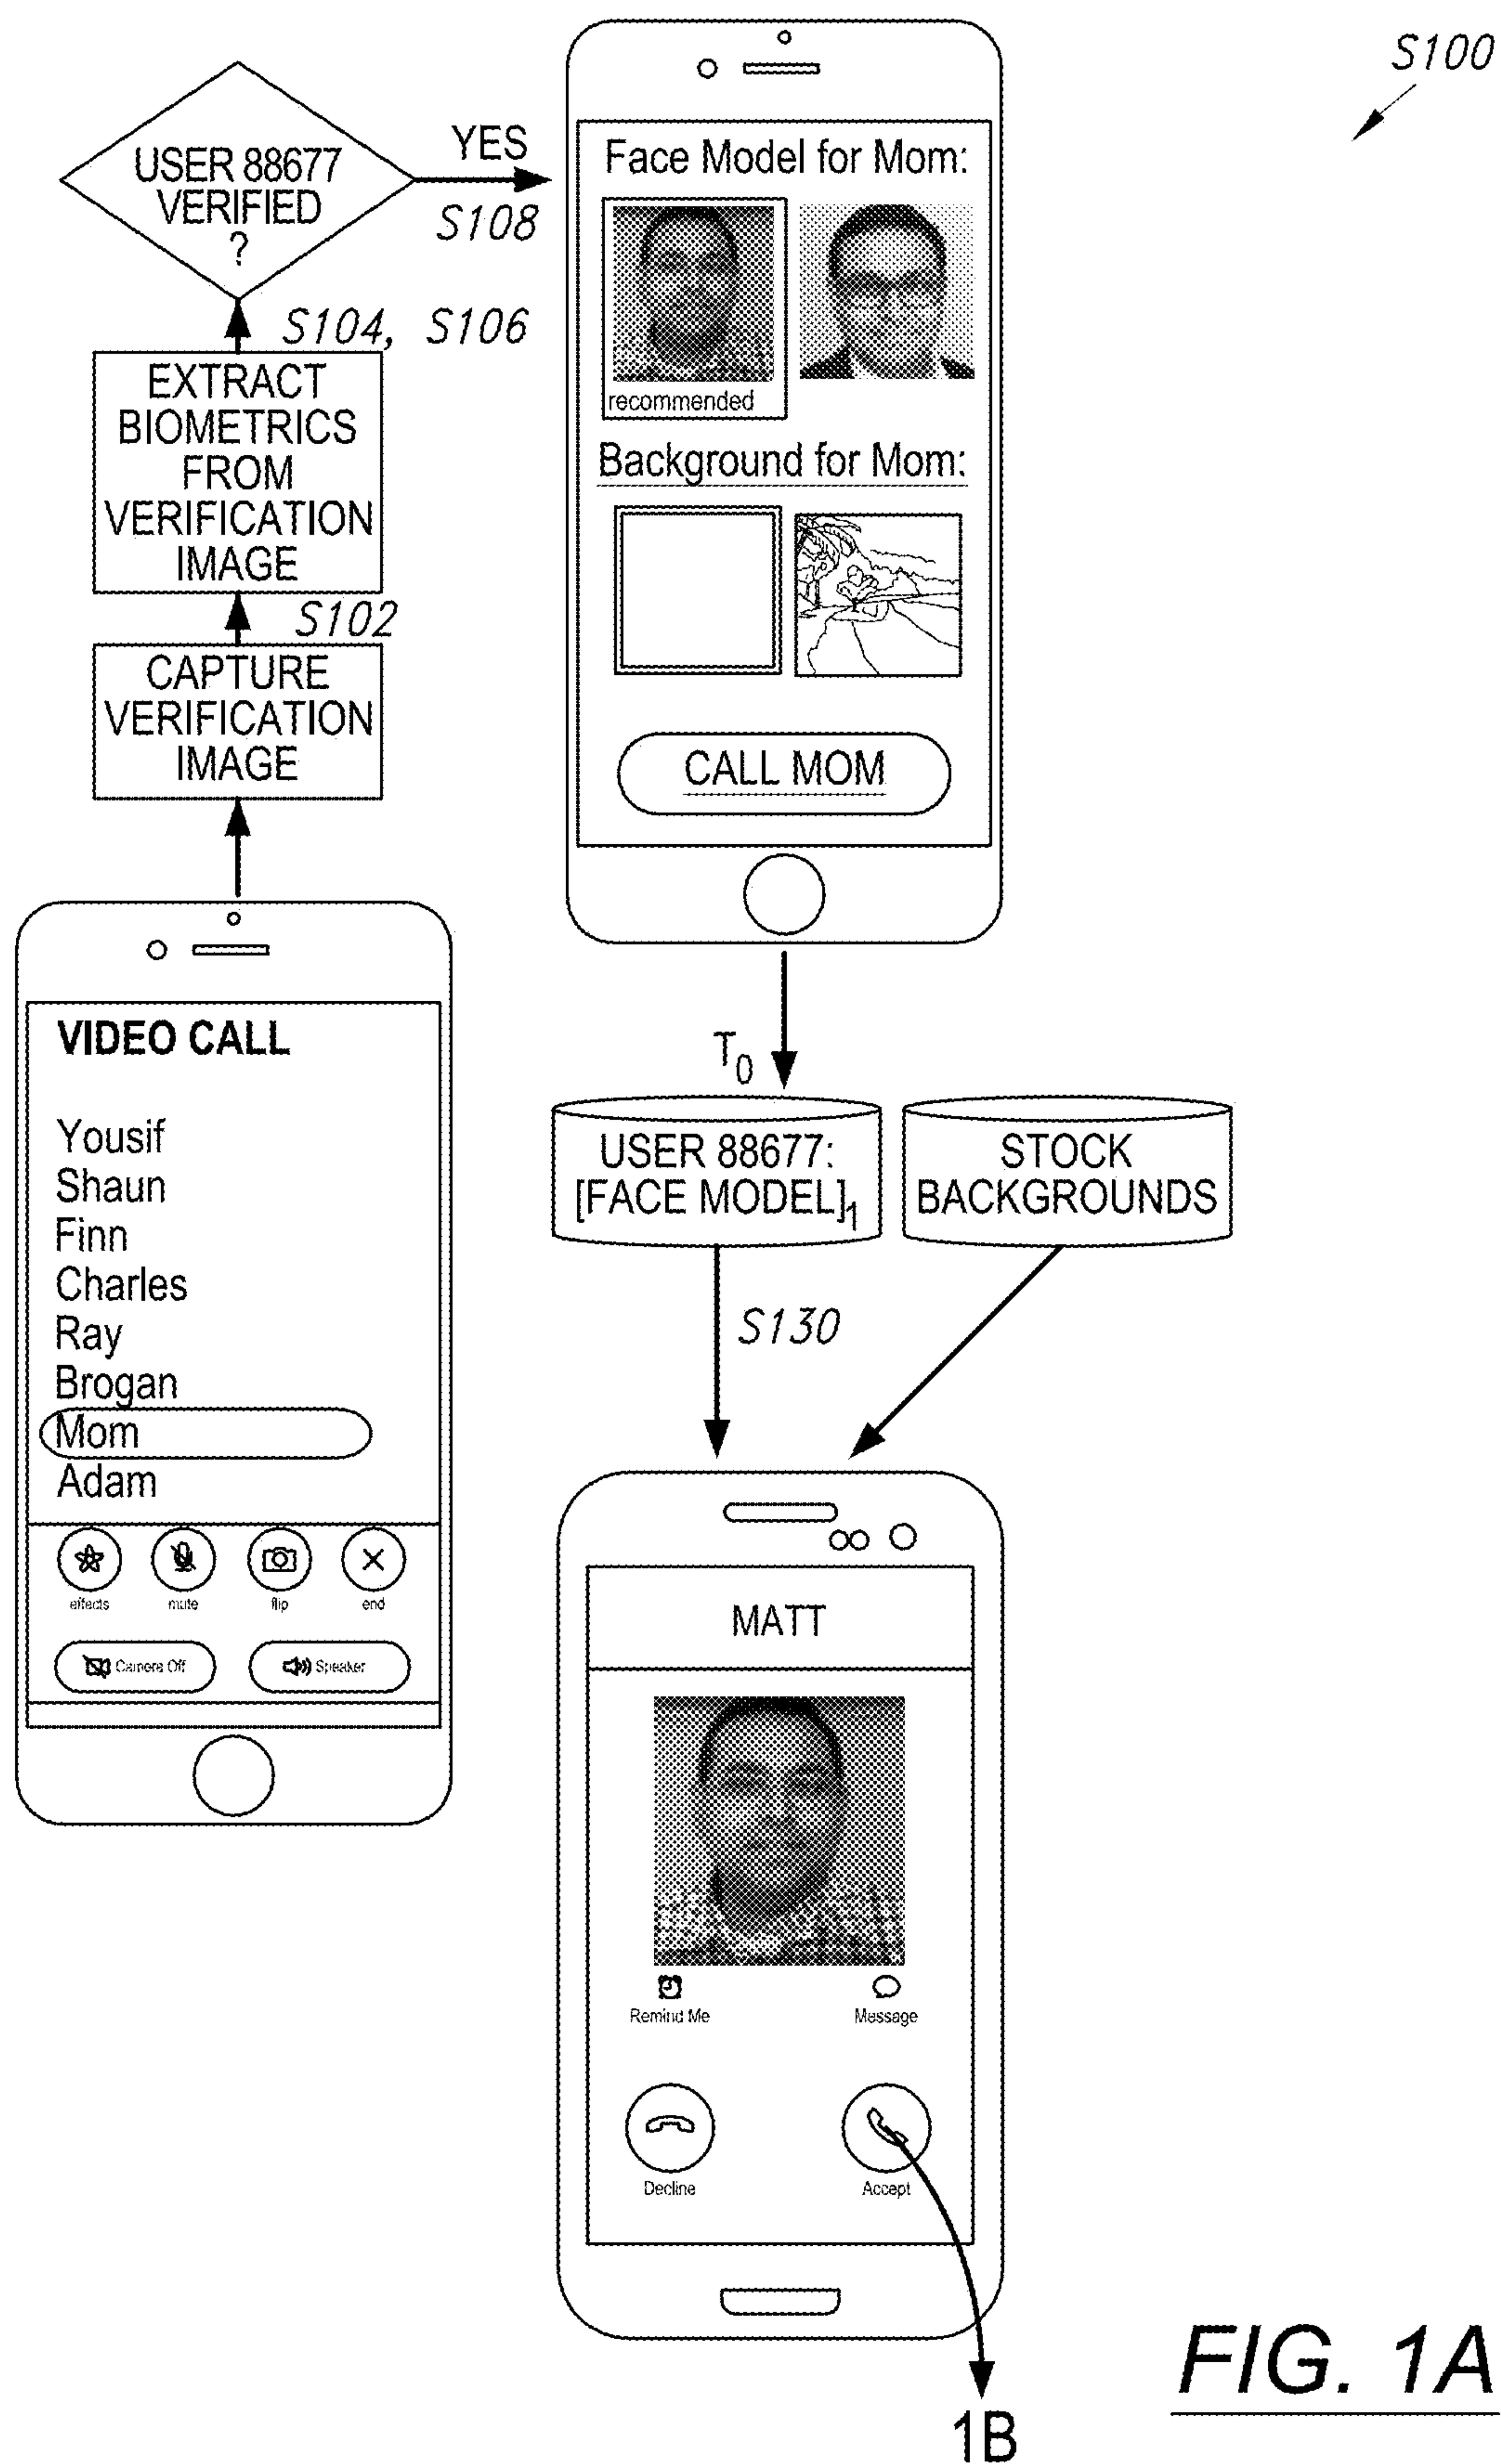 S100
USER 88677
VERIFIED
?
YES
S108
S104, S106
EXTRACT
BIOMETRICS
FROM
VERIFICATION
IMAGE
S102
CAPTURE
VERIFICATION
IMAGE
Face Model for Mom:
recommended
Background for Mom:
CALL MOM
VIDEO CALL
Yousif
Shaun
Finn
Charles
Ray
Brogan
Mom
Adam
effects mute flip end
Camera Off Speaker
T0
USER 88677:
[FACE MODEL]1
STOCK
BACKGROUNDS
S130
MATT
Remind Me Message
Decline Accept
1B
FIG. 1A